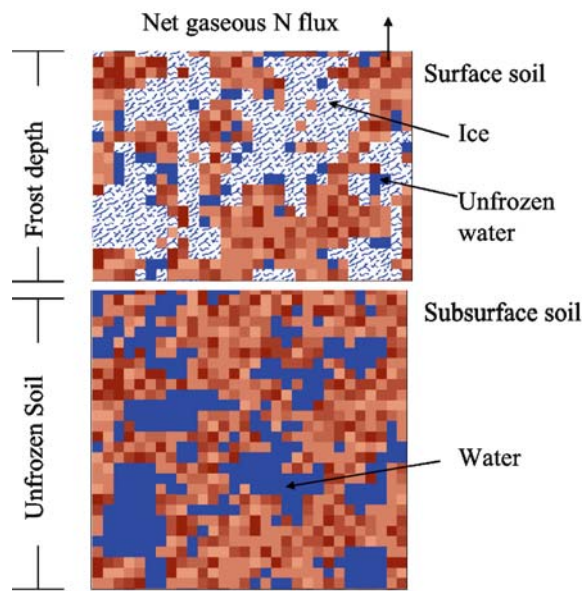 Net gaseous N flux
Surface soil
Ice
Frost depth
Unfrozen
water
Subsurface soil
Unfrozen Soil
Water